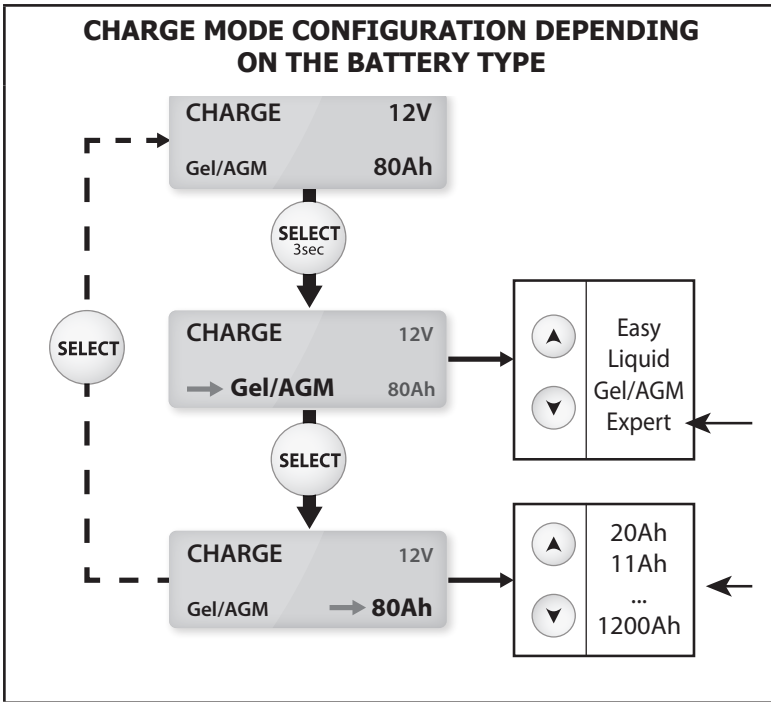 CHARGE MODE CONFIGURATION DEPENDING
ON THE BATTERY TYPE
CHARGE 12V
Gel/AGM 80Ah
SELECT
3sec
CHARGE 12V
Gel/AGM 80Ah
Easy
Liquid
Gel/AGM
Expert
SELECT
SELECT
CHARGE 12V
Gel/AGM 80Ah
20Ah
11Ah
...
1200Ah